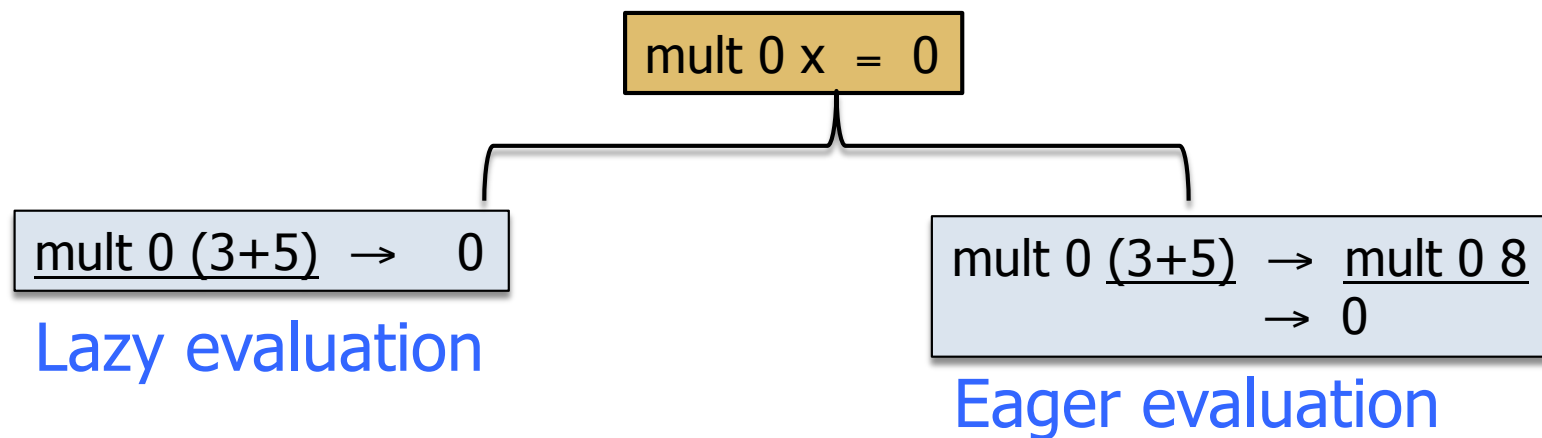 mult 0 x = 0
mult 0 (3+5) → 0
Lazy evaluation
mult 0 (3+5) → mult 0 8
→ 0
Eager evaluation